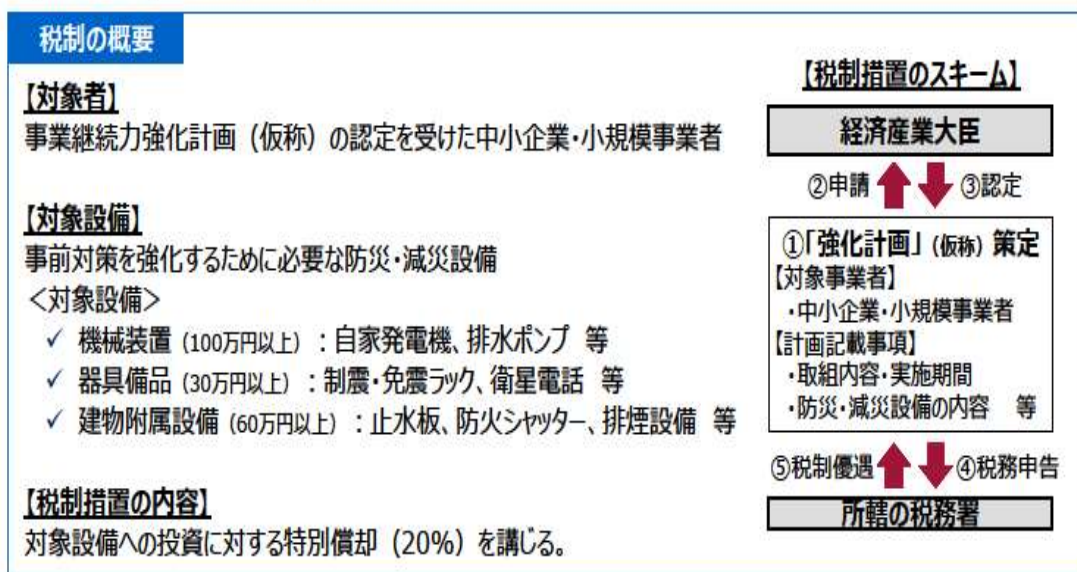 税制の概要
【対象者】
事業継続力強化計画（仮称）の認定を受けた中小企業・小規模事業者
【対象設備】
事前対策を強化するために必要な防災・減災設備
＜対象設備＞
✓ 機械装置（100万円以上）：自家発電機、排水ポンプ 等
✓ 器具備品（30万円以上）：制震・免震ラック、衛星電話 等
✓ 建物附属設備（60万円以上）：止水板、防火シャッター、排煙設備 等
【税制措置の内容】
対象設備への投資に対する特別償却（20%）を講じる。
【税制措置のスキーム】
経済産業大臣
②申請 ③認定
①「強化計画」（仮称）策定
【対象事業者】
・中小企業・小規模事業者
【計画記載事項】
・取組内容・実施期間
・防災・減災設備の内容 等
⑤税制優遇 ④税務申告
所轄の税務署